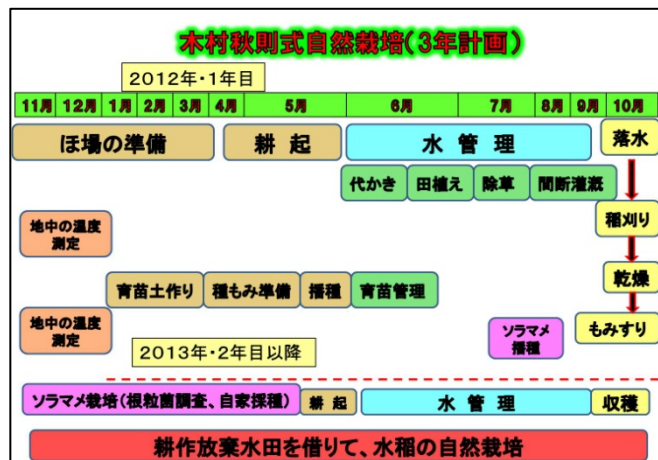 木村秋則式自然栽培(3年計画)
2012年・1年目
11月 12月 1月 2月 3月 4月 5月 6月 7月 8月 9月 10月
ほ場の準備 耕起 水管理 落水
代かき 田植え 除草 間断灌漑
地中の温度
測定
稲刈り
育苗土作り 種もみ準備 播種 育苗管理 乾燥
地中の温度
測定
ソラマメ
播種
もみすり
2013年・2年目以降
ソラマメ栽培(根粒菌調査、自家採種) 耕起 水管理 収穫
耕作放棄水田を借りて、水稲の自然栽培